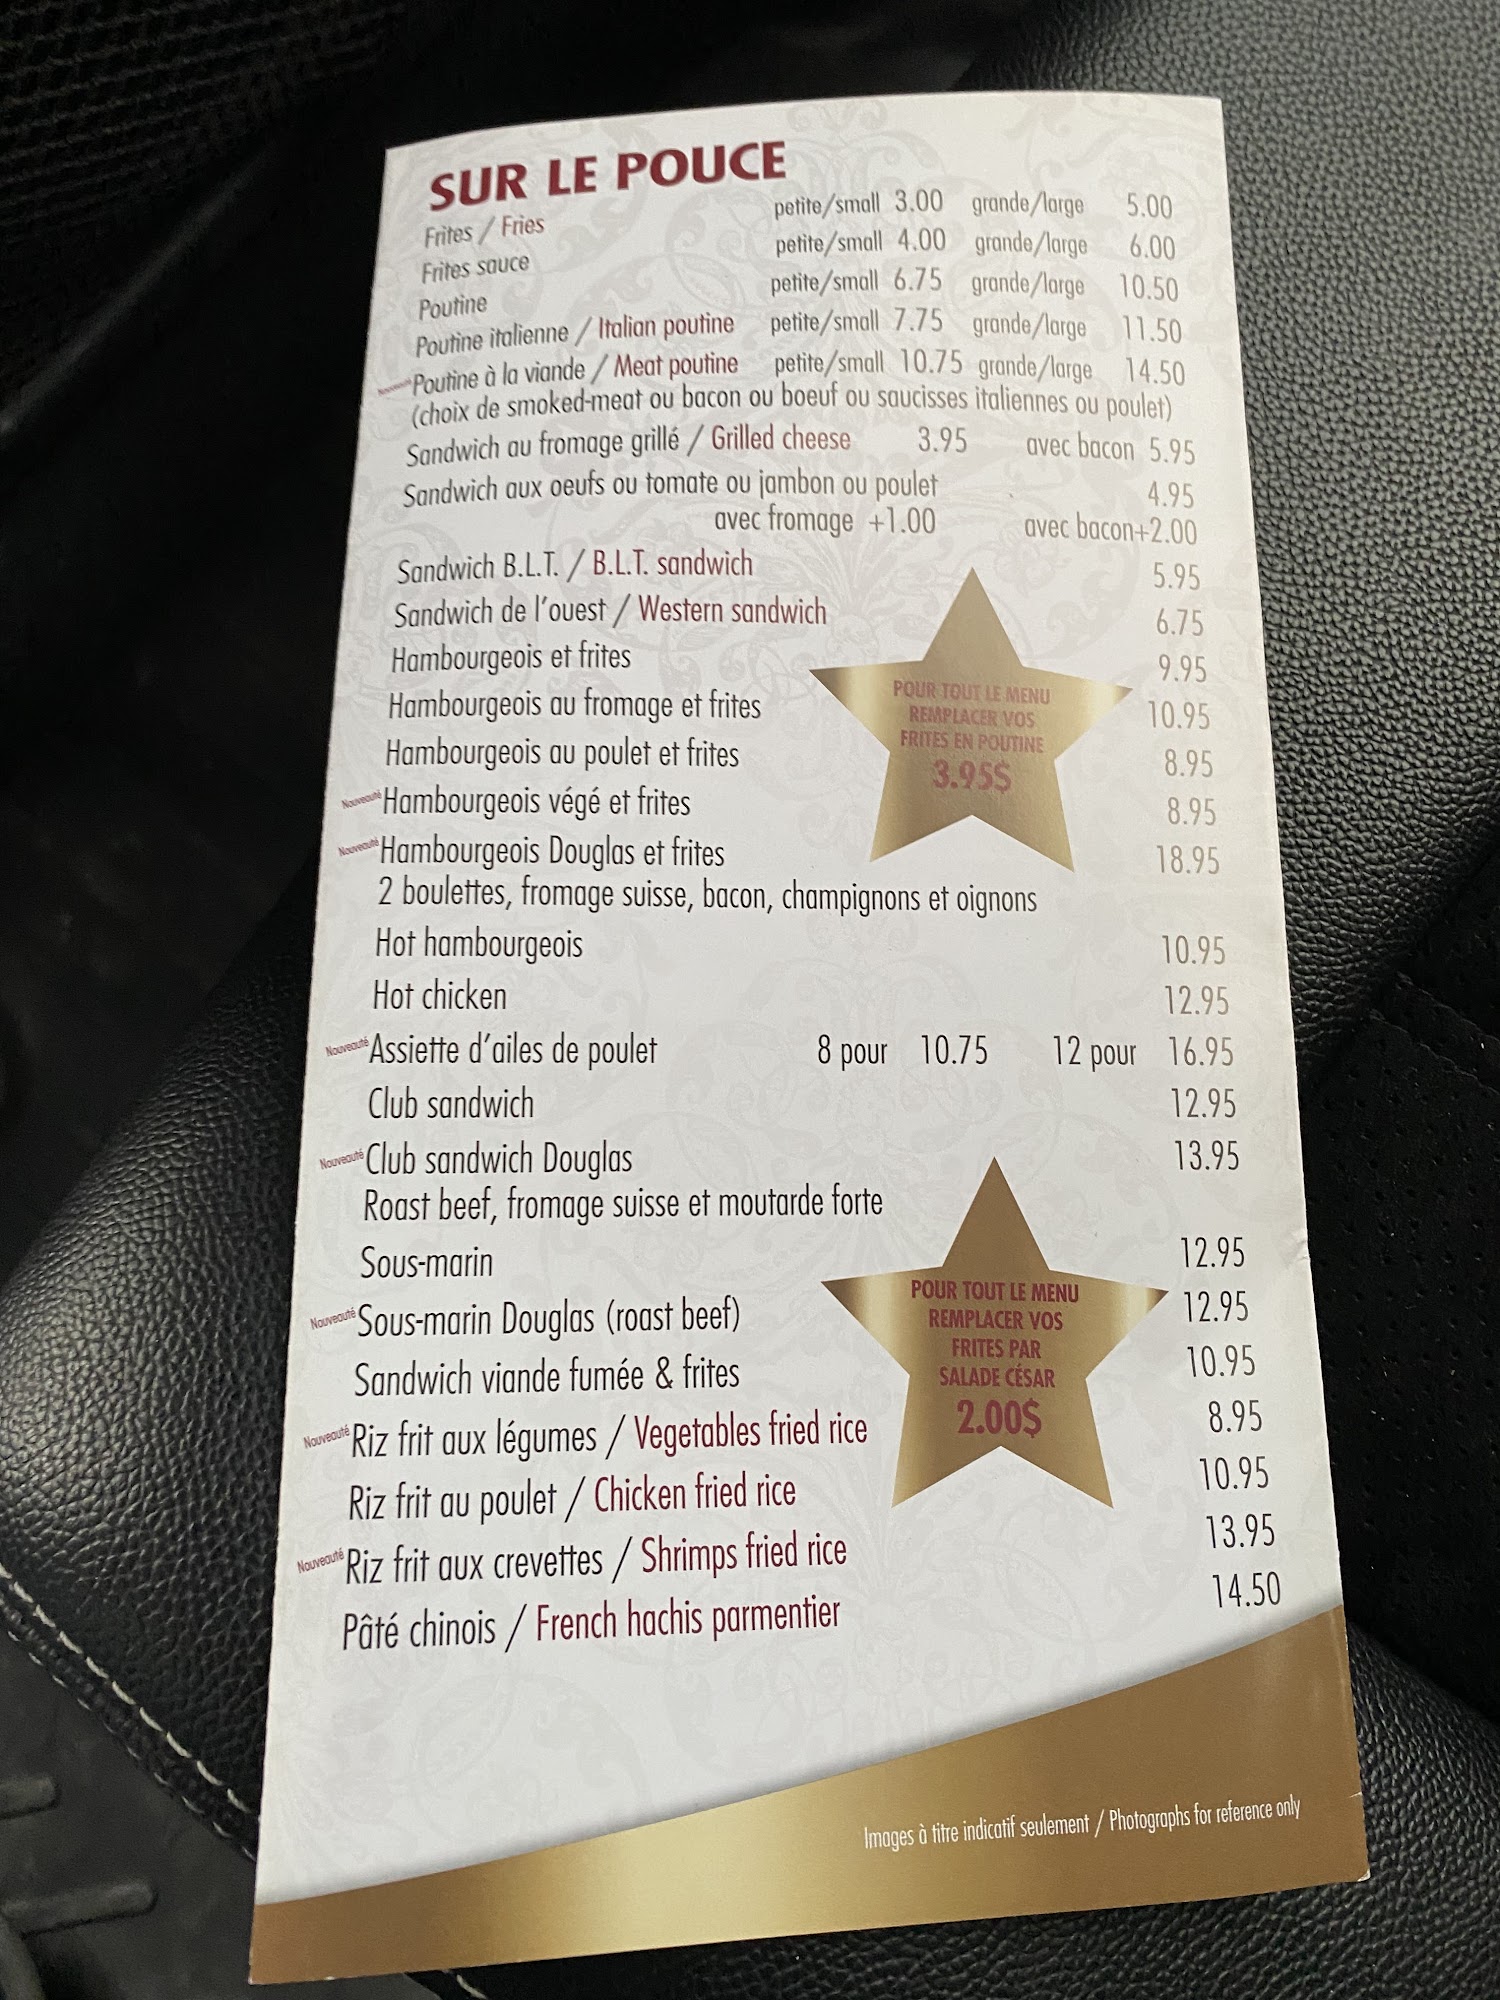 SUR LE POUCE
Frites / Fries petite/small 3.00 grande/large 5.00
Frites sauce petite/small 4.00 grande/large 6.00
Poutine petite/small 6.75 grande/large 10.50
Poutine italienne / Italian poutine petite/small 7.75 grande/large 11.50
Nouveauté Poutine à la viande / Meat poutine petite/small 10.75 grande/large 14.50
(choix de smoked-meat ou bacon ou boeuf ou saucisses italiennes ou poulet)
Sandwich au fromage grillé / Grilled cheese 3.95 avec bacon 5.95
Sandwich aux oeufs ou tomate ou jambon ou poulet 4.95
avec fromage +1.00 avec bacon+2.00
Sandwich B.L.T. / B.L.T. sandwich 5.95
Sandwich de l'ouest / Western sandwich 6.75
Hambourgeois et frites 9.95
Hambourgeois au fromage et frites 10.95
Hambourgeois au poulet et frites 8.95
Nouveauté Hambourgeois végé et frites 8.95
Nouveauté Hambourgeois Douglas et frites 18.95
2 boulettes, fromage suisse, bacon, champignons et oignons
POUR TOUT LE MENU
REMPLACER VOS
FRITES EN POUTINE
3.95$
Hot hambourgeois 10.95
Hot chicken 12.95
Nouveauté Assiette d'ailes de poulet 8 pour 10.75 12 pour 16.95
Club sandwich 12.95
Nouveauté Club sandwich Douglas 13.95
Roast beef, fromage suisse et moutarde forte
Sous-marin 12.95
Nouveauté Sous-marin Douglas (roast beef) 12.95
Sandwich viande fumée & frites 10.95
Nouveauté Riz frit aux légumes / Vegetables fried rice 8.95
Riz frit au poulet / Chicken fried rice 10.95
Nouveauté Riz frit aux crevettes / Shrimps fried rice 13.95
Pâté chinois / French hachis parmentier 14.50
POUR TOUT LE MENU
REMPLACER VOS
FRITES PAR
SALADE CÉSAR
2.00$
Images à titre indicatif seulement / Photographs for reference only